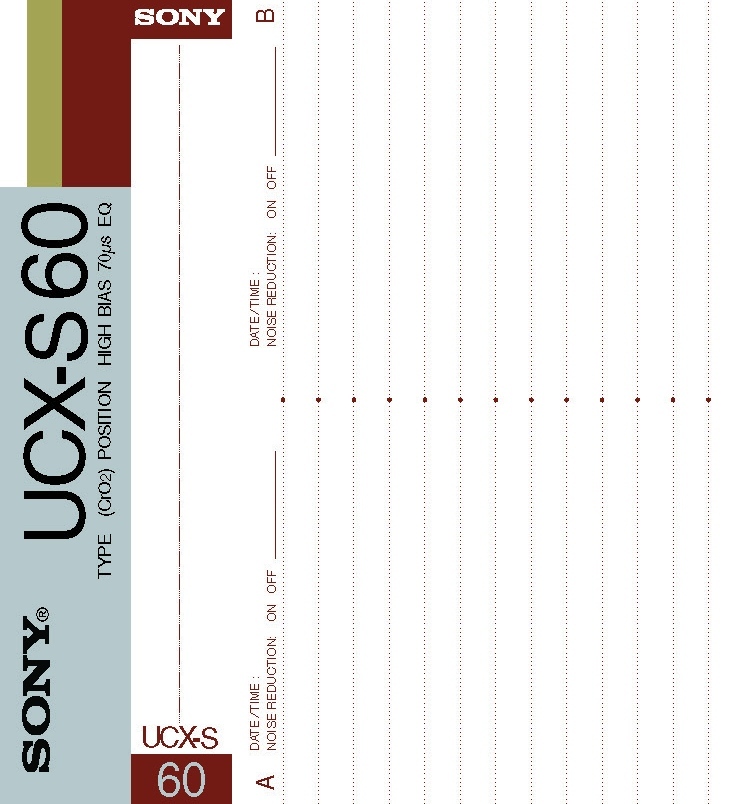 SONY® UCX-S60
TYPE (CrO2) POSITION HIGH BIAS 70µs EQ
SONY
UCX-S
60
A
DATE/TIME :
NOISE REDUCTION: ON OFF
B
DATE/TIME :
NOISE REDUCTION: ON OFF